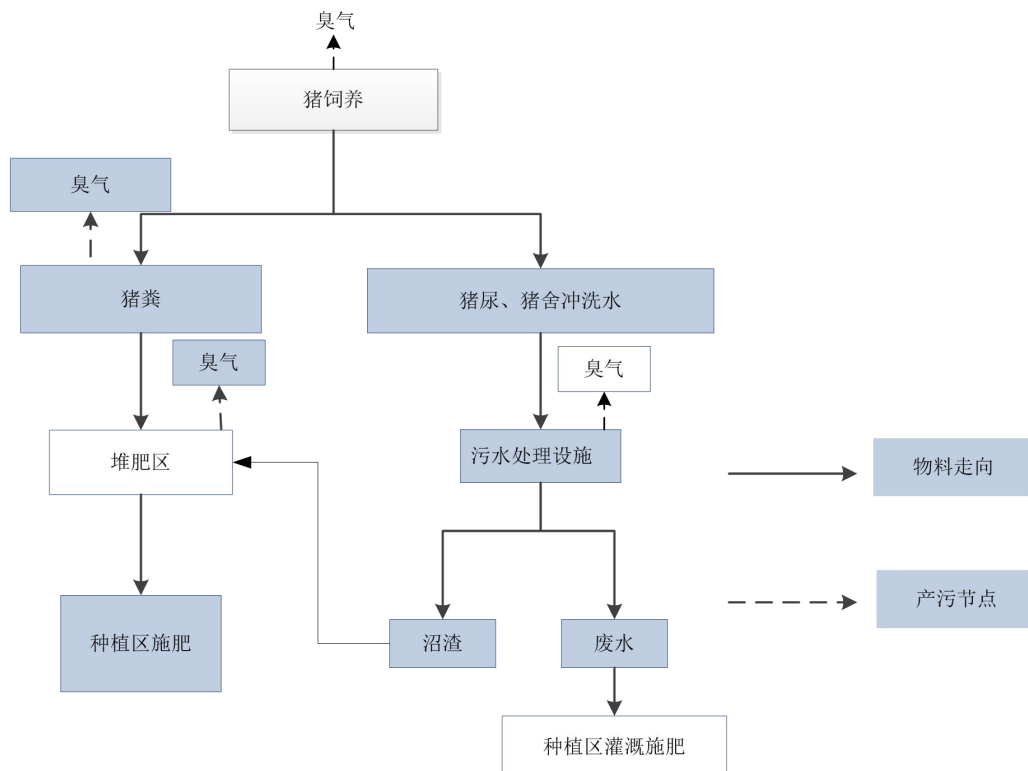 臭气
猪饲养
臭气
猪粪
猪尿、猪舍冲洗水
臭气
臭气
堆肥区
污水处理设施
物料走向
产污节点
种植区施肥
沼渣
废水
种植区灌溉施肥